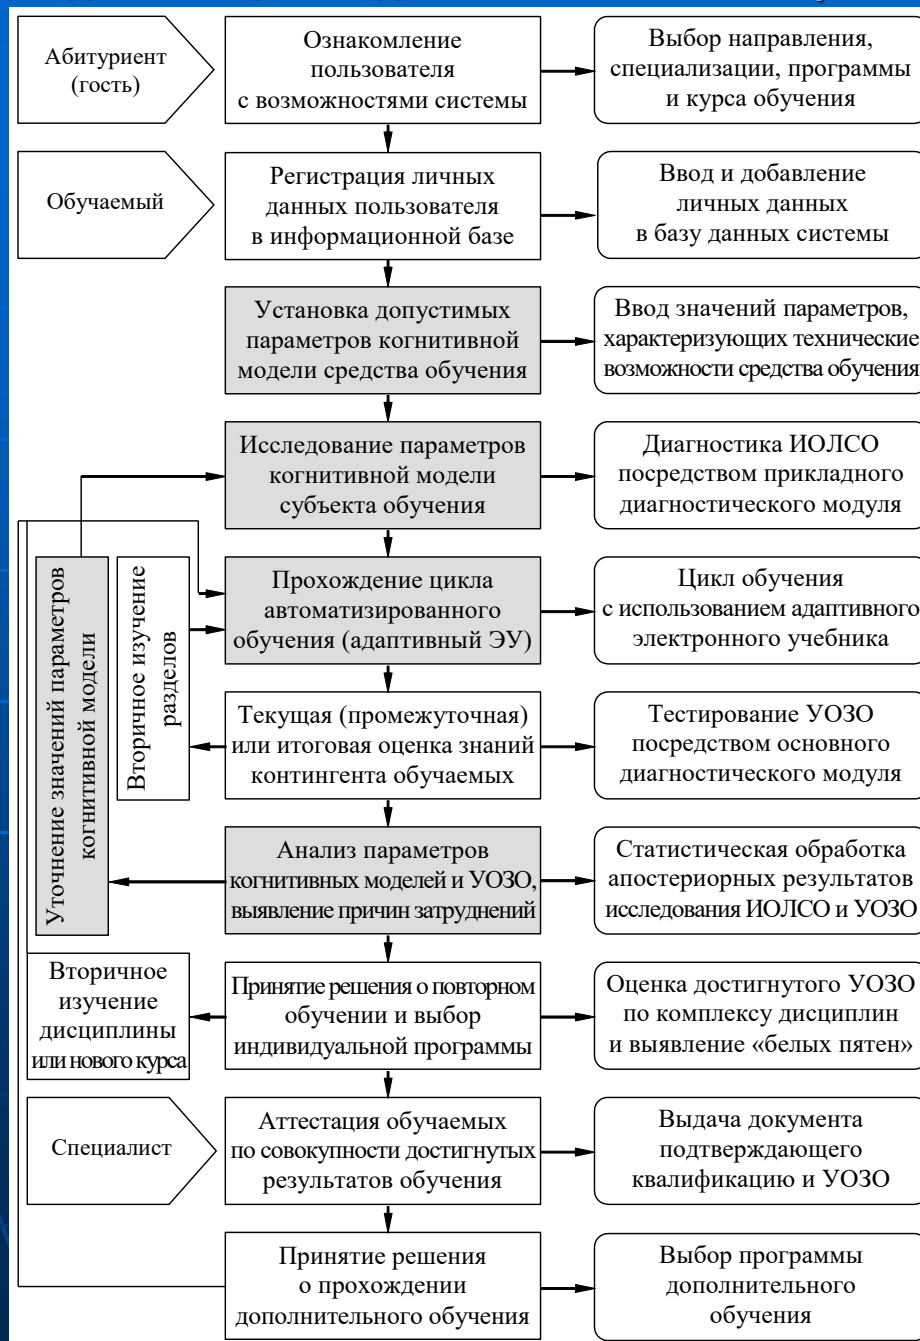 Абитуриент
(гость)
Ознакомление
пользователя
с возможностями системы
Выбор направления,
специализации, программы
и курса обучения
Обучаемый
Регистрация личных
данных пользователя
в информационной базе
Ввод и добавление
личных данных
в базу данных системы
Установка допустимых
параметров когнитивной
модели средства обучения
Ввод значений параметров,
характеризующих технические
возможности средства обучения
Исследование параметров
когнитивной модели
субъекта обучения
Диагностика ИОЛСО
посредством прикладного
диагностического модуля
Уточнение значений параметров
когнитивной модели
Вторичное изучение
разделов
Прохождение цикла
автоматизированного
обучения (адаптивный ЭУ)
Цикл обучения
с использованием адаптивного
электронного учебника
Текущая (промежуточная)
или итоговая оценка знаний
контингента обучаемых
Тестирование УОЗО
посредством основного
диагностического модуля
Анализ параметров
когнитивных моделей и УОЗО,
выявление причин затруднений
Статистическая обработка
апостериорных результатов
исследования ИОЛСО и УОЗО
Вторичное
изучение
дисциплины
или нового курса
Принятие решения о повторном
обучении и выбор
индивидуальной программы
Оценка достигнутого УОЗО
по комплексу дисциплин
и выявление «белых пятен»
Специалист
Аттестация обучаемых
по совокупности достигнутых
результатов обучения
Выдача документа
подтверждающего
квалификацию и УОЗО
Принятие решения
о прохождении
дополнительного обучения
Выбор программы
дополнительного
обучения